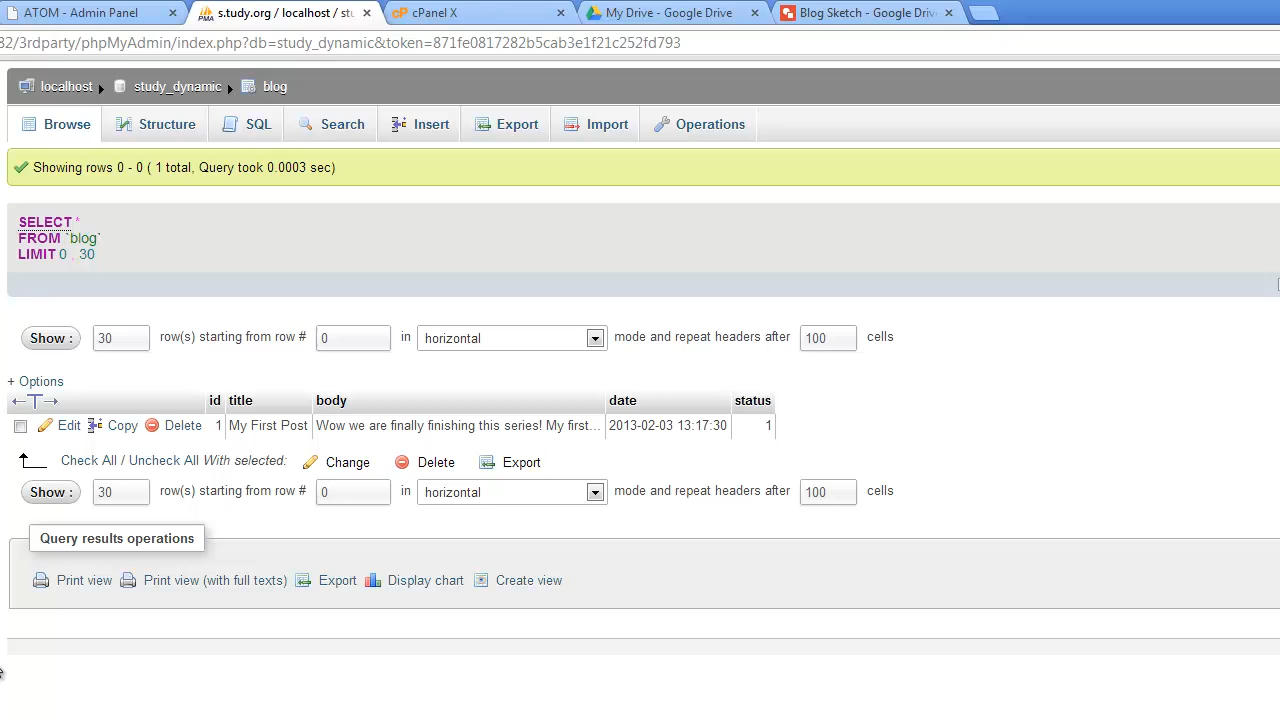 ATOM - Admin Panel
s.study.org / localhost / stu
cPanel X
My Drive - Google Drive
Blog Sketch - Google Drive
82/3rdparty/phpMyAdmin/index.php?db=study_dynamic&token=871fe0817282b5cab3e1f21c252fd793
localhost study_dynamic blog
Browse Structure SQL Search Insert Export Import Operations
Showing rows 0 - 0 ( 1 total, Query took 0.0003 sec)
SELECT *
FROM `blog`
LIMIT 0 , 30
Show : 30 row(s) starting from row # 0 in horizontal mode and repeat headers after 100 cells
+ Options
←T→ id title body date status
Edit Copy Delete 1 My First Post Wow we are finally finishing this series! My first... 2013-02-03 13:17:30 1
Check All / Uncheck All With selected: Change Delete Export
Show : 30 row(s) starting from row # 0 in horizontal mode and repeat headers after 100 cells
Query results operations
Print view Print view (with full texts) Export Display chart Create view